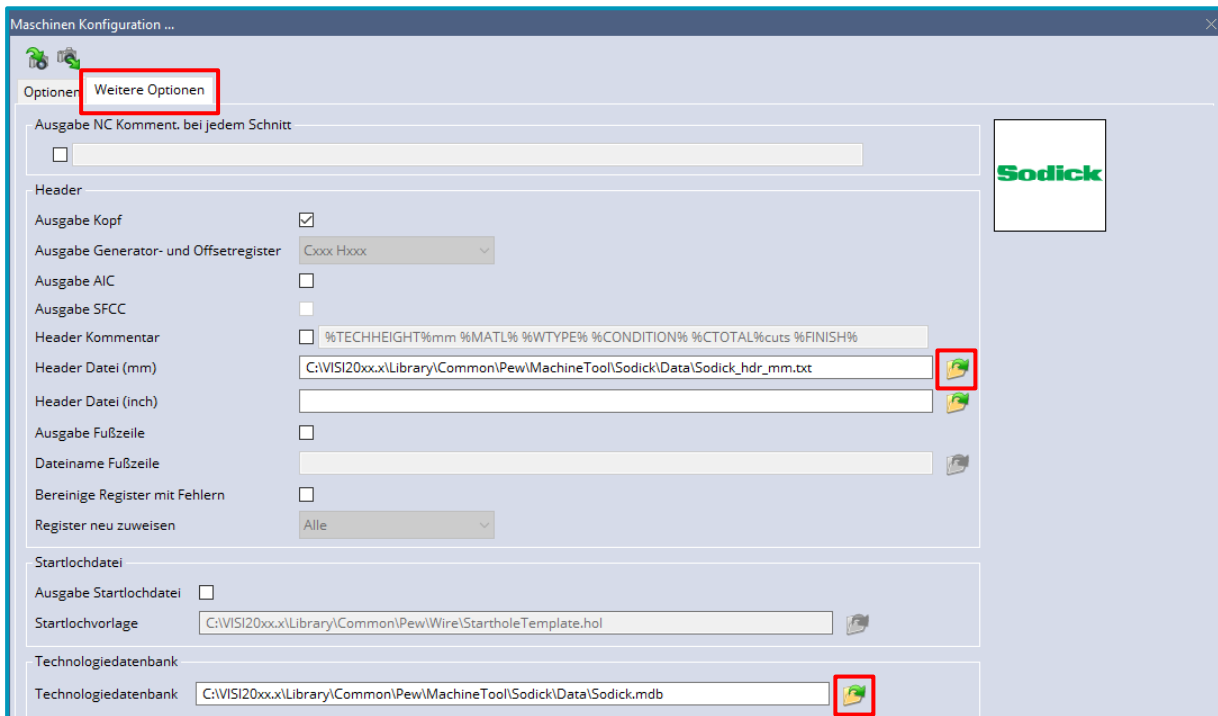 Maschinen Konfiguration ...
Optionen Weitere Optionen
Ausgabe NC Komment. bei jedem Schnitt
Sodick
Header
Ausgabe Kopf
Ausgabe Generator- und Offsetregister Cxxx Hxxx
Ausgabe AIC
Ausgabe SFCC
Header Kommentar %TECHHEIGHT%mm %MATL% %WTYPE% %CONDITION% %CTOTAL%cuts %FINISH%
Header Datei (mm) C:\VISI20xx.x\Library\Common\Pew\MachineTool\Sodick\Data\Sodick_hdr_mm.txt
Header Datei (inch)
Ausgabe Fußzeile
Dateiname Fußzeile
Bereinige Register mit Fehlern
Register neu zuweisen Alle
Startlochdatei
Ausgabe Startlochdatei
Startlochvorlage C:\VISI20xx.x\Library\Common\Pew\Wire\StartholeTemplate.hol
Technologiedatenbank
Technologiedatenbank C:\VISI20xx.x\Library\Common\Pew\MachineTool\Sodick\Data\Sodick.mdb